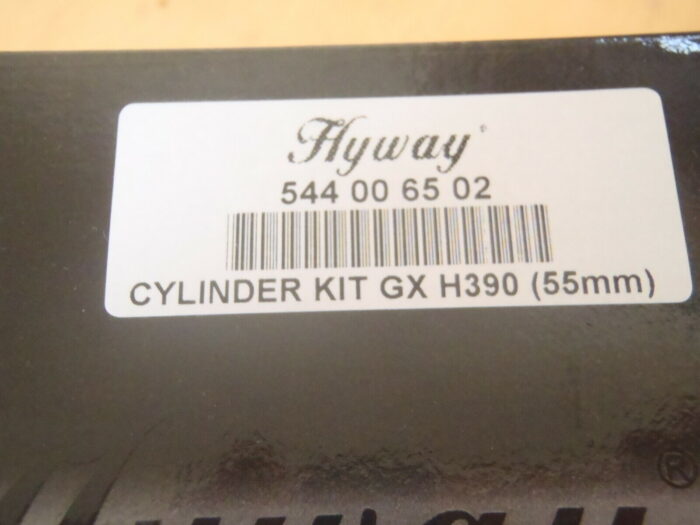 Hyway
544 00 65 02
CYLINDER KIT GX H390 (55mm)
®